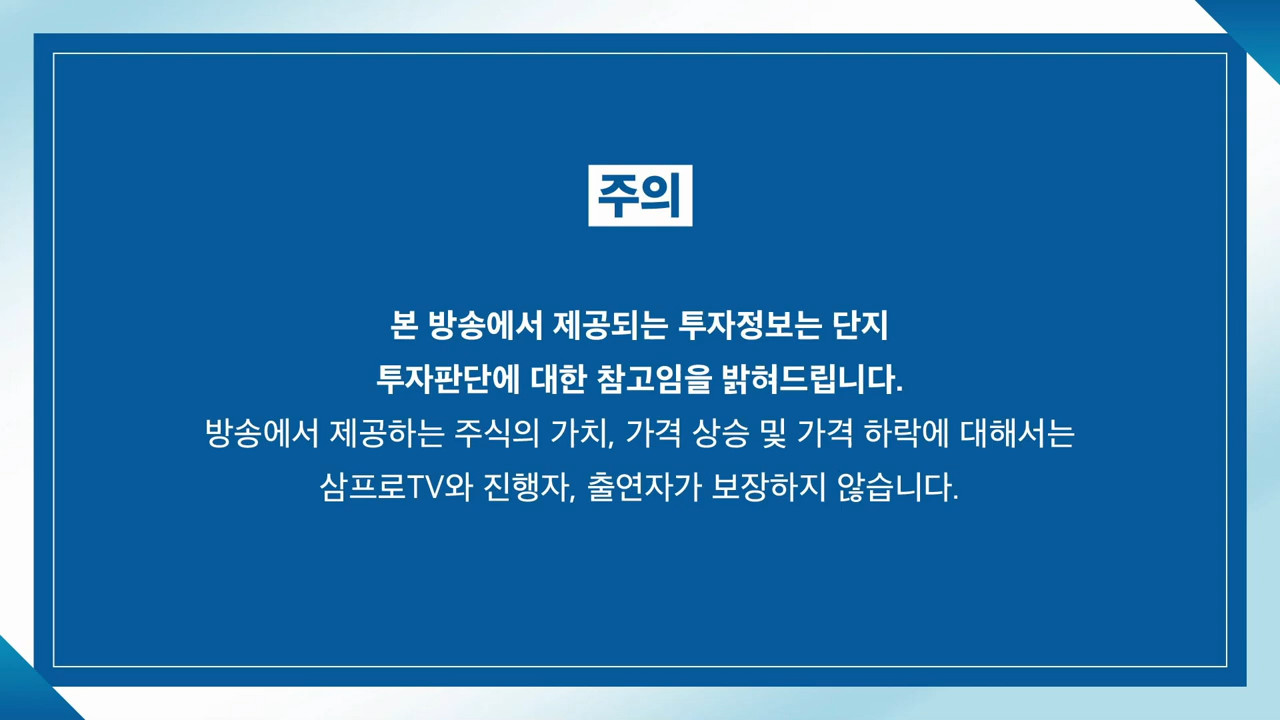 주의
본 방송에서 제공되는 투자정보는 단지
투자판단에 대한 참고임을 밝혀드립니다.
방송에서 제공하는 주식의 가치, 가격 상승 및 가격 하락에 대해서는
삼프로TV와 진행자, 출연자가 보장하지 않습니다.